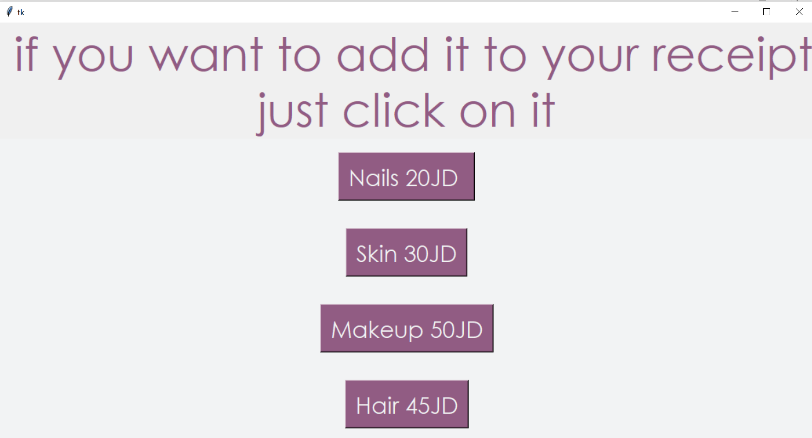 tk
if you want to add it to your receipt
just click on it
Nails 20JD
Skin 30JD
Makeup 50JD
Hair 45JD